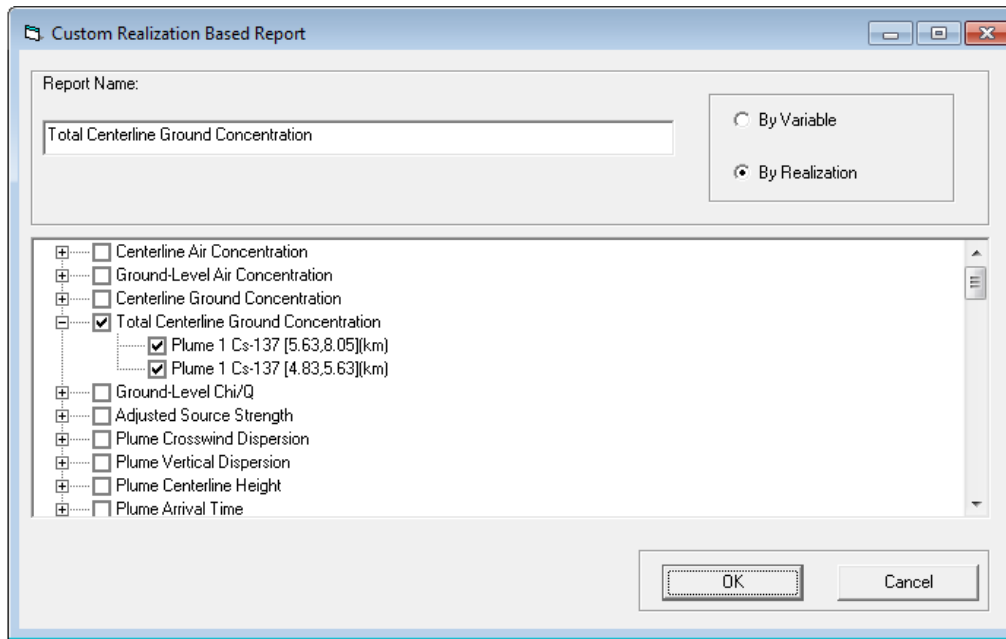 Custom Realization Based Report
Report Name:
Total Centerline Ground Concentration
By Variable
By Realization
Centerline Air Concentration
Ground-Level Air Concentration
Centerline Ground Concentration
Total Centerline Ground Concentration
Plume 1 Cs-137 [5.63,8.05](km)
Plume 1 Cs-137 [4.83,5.63](km)
Ground-Level Chi/Q
Adjusted Source Strength
Plume Crosswind Dispersion
Plume Vertical Dispersion
Plume Centerline Height
Plume Arrival Time
OK
Cancel